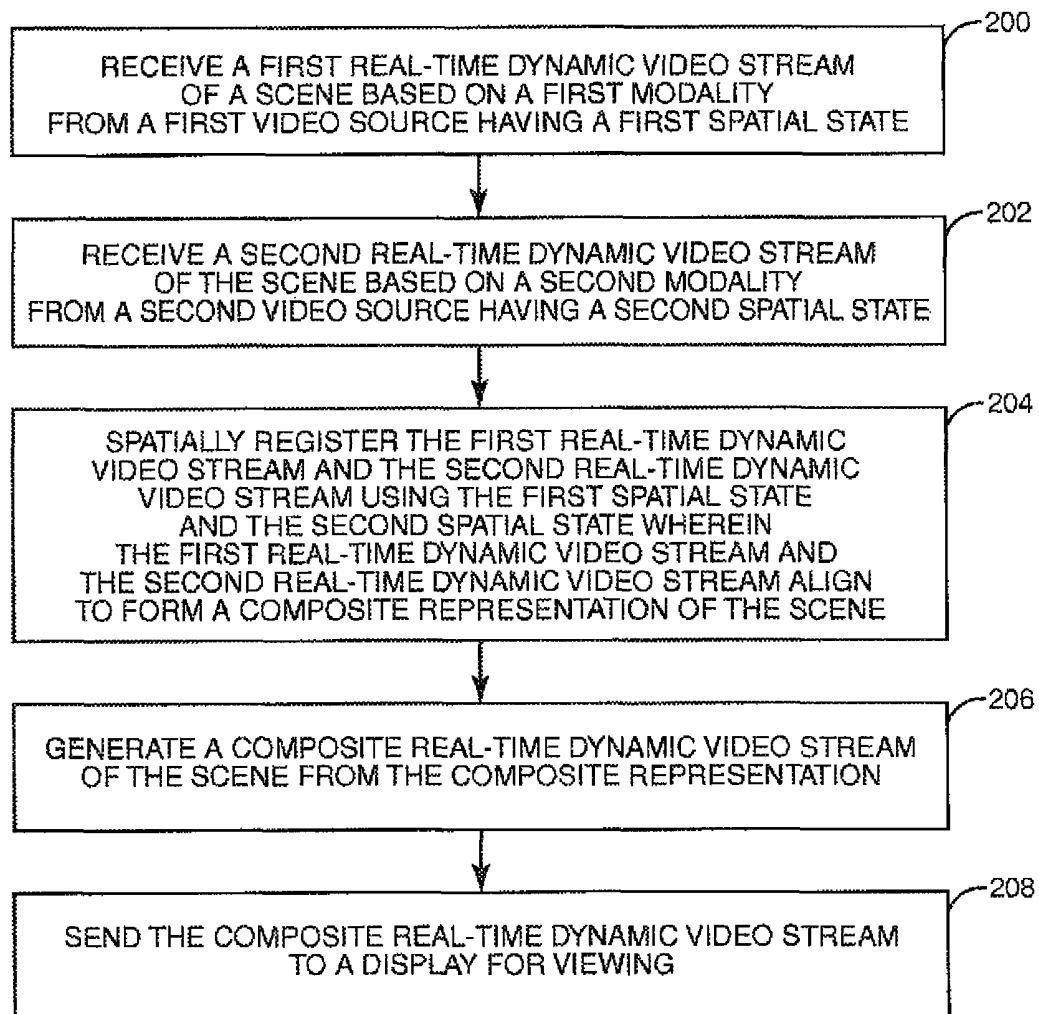 200
RECEIVE A FIRST REAL-TIME DYNAMIC VIDEO STREAM
OF A SCENE BASED ON A FIRST MODALITY
FROM A FIRST VIDEO SOURCE HAVING A FIRST SPATIAL STATE
202
RECEIVE A SECOND REAL-TIME DYNAMIC VIDEO STREAM
OF THE SCENE BASED ON A SECOND MODALITY
FROM A SECOND VIDEO SOURCE HAVING A SECOND SPATIAL STATE
204
SPATIALLY REGISTER THE FIRST REAL-TIME DYNAMIC
VIDEO STREAM AND THE SECOND REAL-TIME DYNAMIC
VIDEO STREAM USING THE FIRST SPATIAL STATE
AND THE SECOND SPATIAL STATE WHEREIN
THE FIRST REAL-TIME DYNAMIC VIDEO STREAM AND
THE SECOND REAL-TIME DYNAMIC VIDEO STREAM ALIGN
TO FORM A COMPOSITE REPRESENTATION OF THE SCENE
206
GENERATE A COMPOSITE REAL-TIME DYNAMIC VIDEO STREAM
OF THE SCENE FROM THE COMPOSITE REPRESENTATION
208
SEND THE COMPOSITE REAL-TIME DYNAMIC VIDEO STREAM
TO A DISPLAY FOR VIEWING